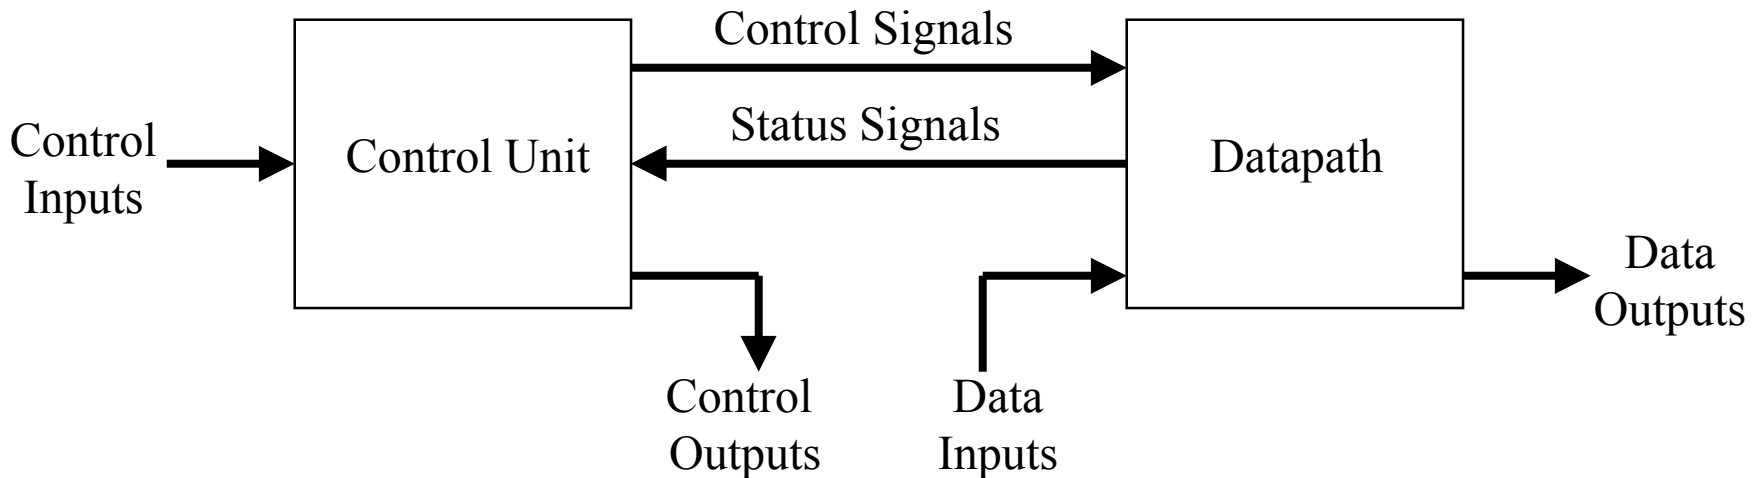 Control Signals
Control
Inputs
Control Unit
Status Signals
Datapath
Data
Outputs
Control
Outputs
Data
Inputs